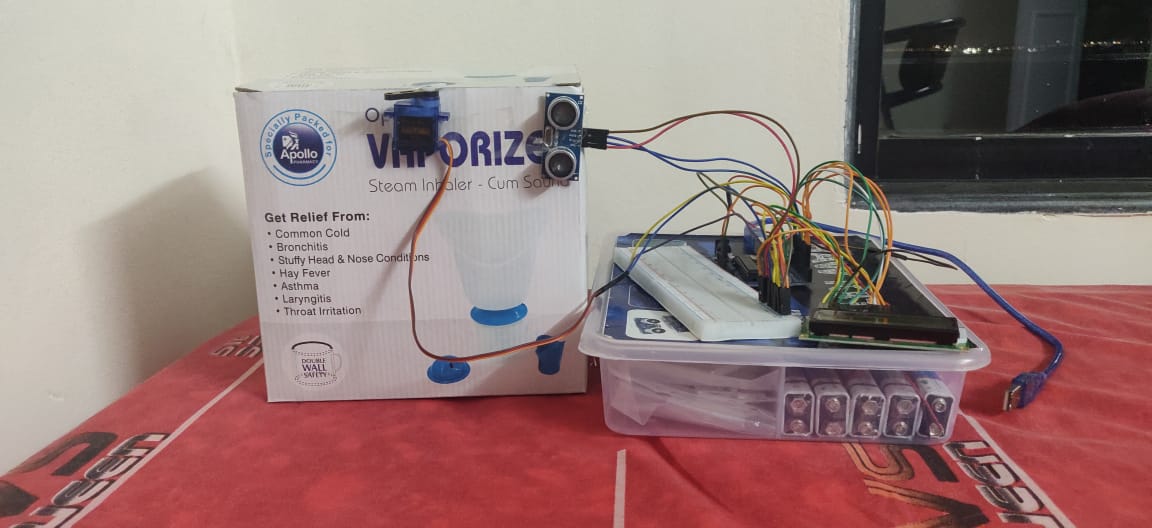 Specially Packed for
Apollo
PHARMACY
Steam Inhaler - Cum Sauna
Get Relief From:
• Common Cold
• Bronchitis
• Stuffy Head & Nose Conditions
• Hay Fever
• Asthma
• Laryngitis
• Throat Irritation
DOUBLE
WALL
SAFETY